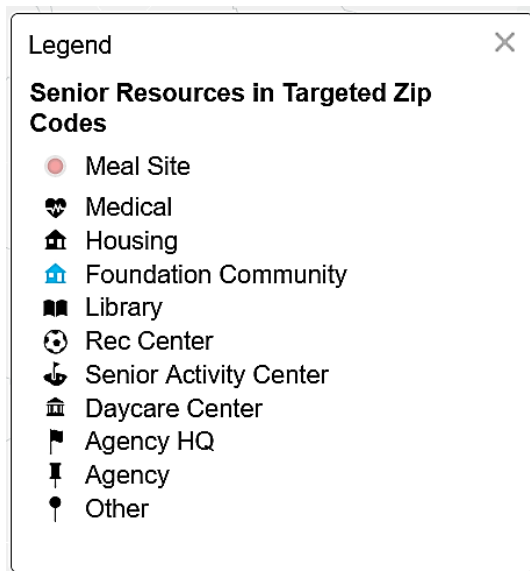 Legend
Senior Resources in Targeted Zip
Codes
Meal Site
Medical
Housing
Foundation Community
Library
Rec Center
Senior Activity Center
Daycare Center
Agency HQ
Agency
Other